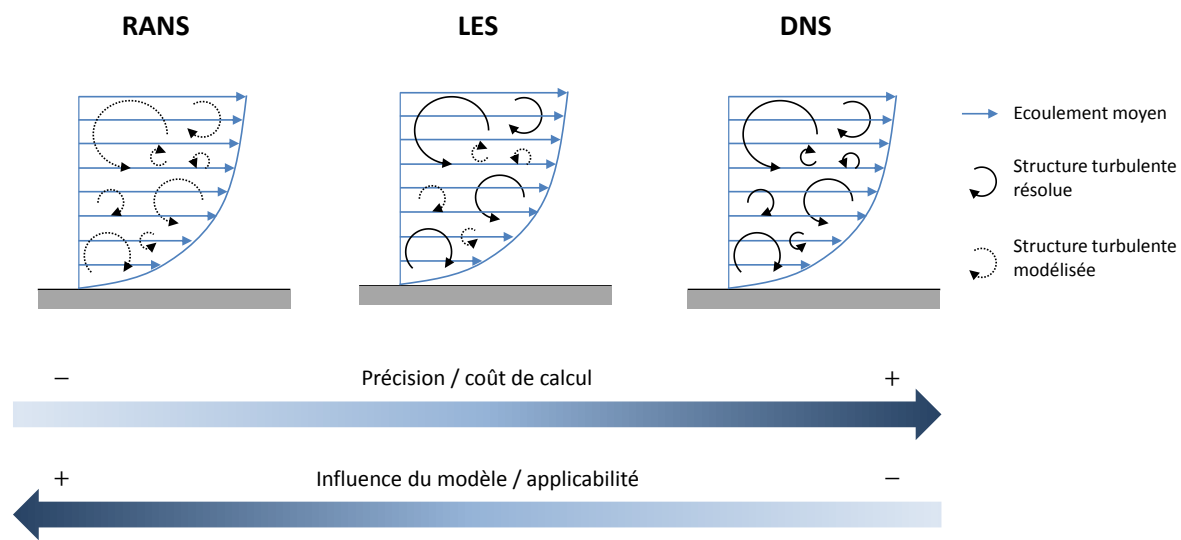 RANS LES DNS
Ecoulement moyen
Structure turbulente
résolue
Structure turbulente
modélisée
− Précision / coût de calcul +
+ Influence du modèle / applicabilité −